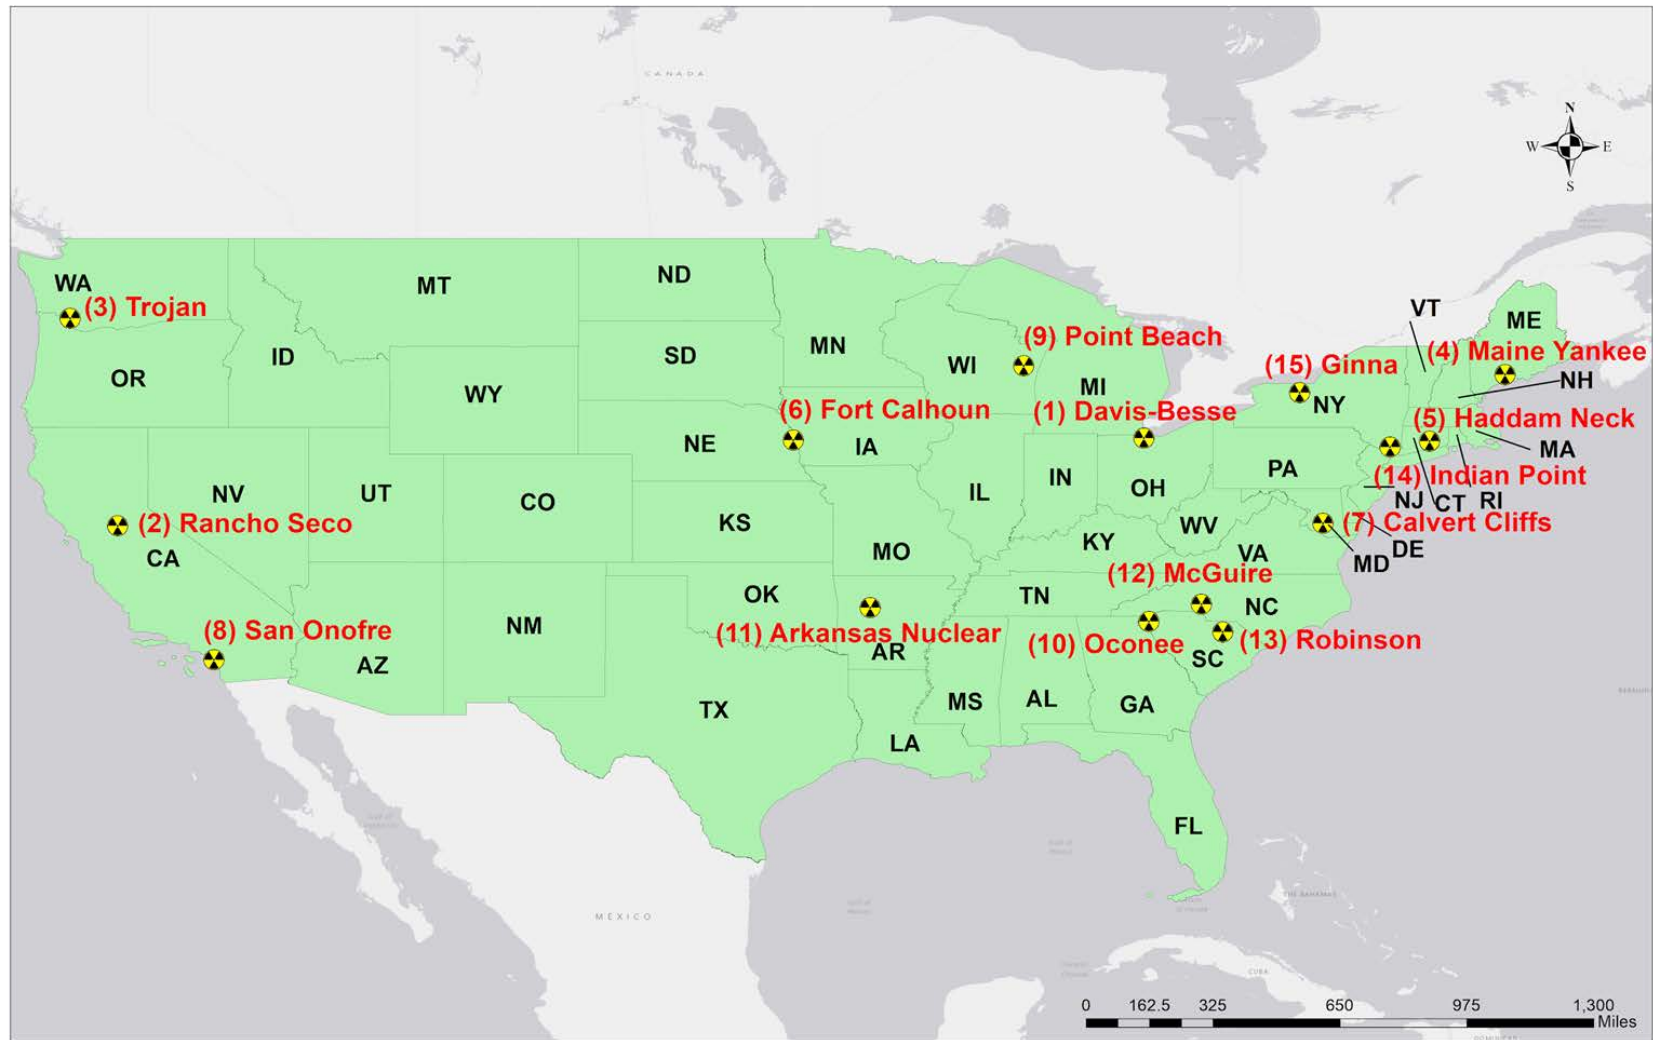 CANADA
N
W E
S
WA
(3) Trojan
MT
ND
VT
ME
OR
ID
SD
MN
WI
(9) Point Beach
MI
(15) Ginna
NY
(4) Maine Yankee
NH
WY
(6) Fort Calhoun
(1) Davis-Besse
(5) Haddam Neck
MA
NE
IA
NV
UT
CO
IL
IN
OH
PA
(14) Indian Point
NJ
CT
RI
(2) Rancho Seco
CA
KS
MO
KY
WV
VA
(7) Calvert Cliffs
DE
MD
(12) McGuire
OK
TN
NC
(8) San Onofre
AZ
NM
(11) Arkansas Nuclear
AR
(10) Oconee
(13) Robinson
SC
TX
MS
AL
GA
LA
FL
MÉXICO
THE BAHAMAS
CUBA
0 162.5 325 650 975 1,300
Miles